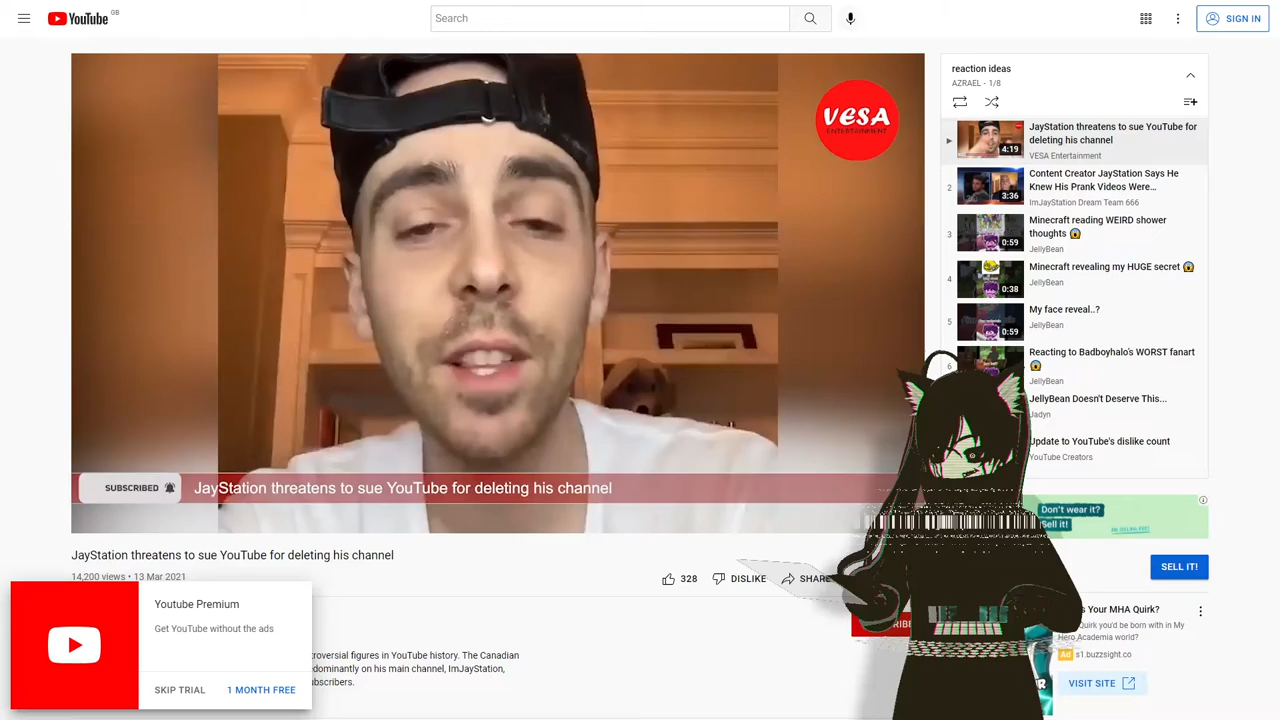 YouTube GB
Search
SIGN IN
VESA
ENTERTAINMENT
SUBSCRIBED
JayStation threatens to sue YouTube for deleting his channel
JayStation threatens to sue YouTube for deleting his channel
14,200 views • 13 Mar 2021
328
DISLIKE
SHARE
Youtube Premium
Get YouTube without the ads
SKIP TRIAL
1 MONTH FREE
roversial figures in YouTube history. The Canadian
dominantly on his main channel, ImJayStation,
ubscribers.
reaction ideas
AZRAEL - 1/8
JayStation threatens to sue YouTube for
deleting his channel
VESA Entertainment
4:19
2
Content Creator JayStation Says He
Knew His Prank Videos Were…
ImJayStation Dream Team 666
3:36
3
Minecraft reading WEIRD shower
thoughts
JellyBean
0:59
4
Minecraft revealing my HUGE secret
JellyBean
0:38
5
My face reveal..?
JellyBean
0:59
6
Reacting to Badboyhalo's WORST fanart
JellyBean
JellyBean Doesn't Deserve This...
Jadyn
Update to YouTube's dislike count
YouTube Creators
Don't wear it?
Sell it!
SELL IT!
s Your MHA Quirk?
Quirk you'd be born with in My
Hero Academia world?
Ad s1.buzzsight.co
VISIT SITE